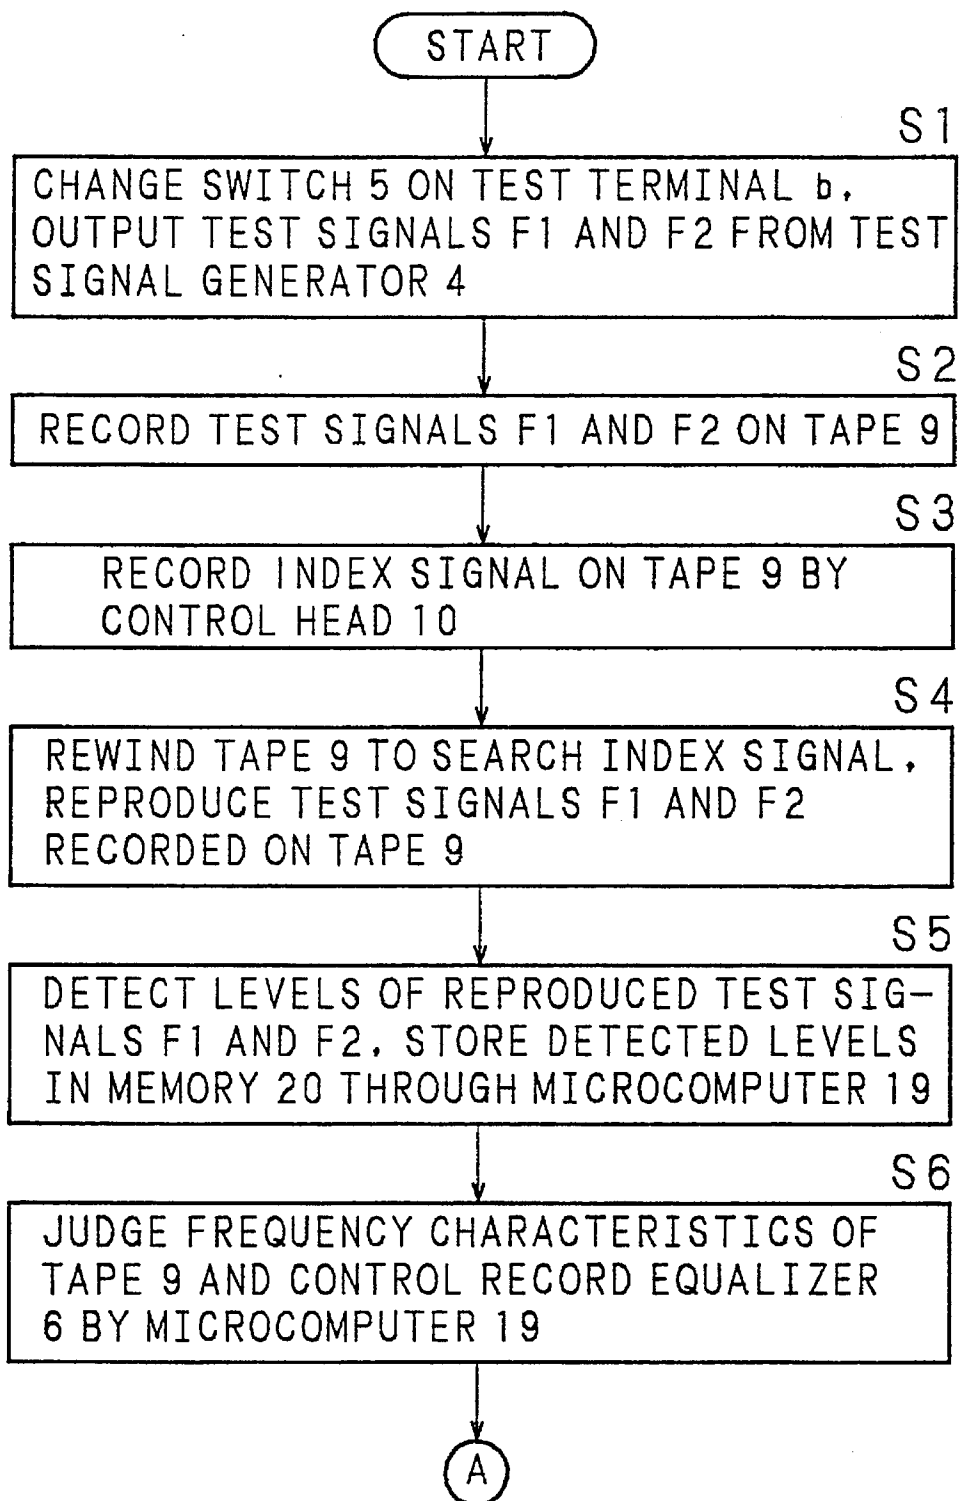 START
S1
CHANGE SWITCH 5 ON TEST TERMINAL b.
OUTPUT TEST SIGNALS F1 AND F2 FROM TEST
SIGNAL GENERATOR 4
S2
RECORD TEST SIGNALS F1 AND F2 ON TAPE 9
S3
RECORD INDEX SIGNAL ON TAPE 9 BY
CONTROL HEAD 10
S4
REWIND TAPE 9 TO SEARCH INDEX SIGNAL.
REPRODUCE TEST SIGNALS F1 AND F2
RECORDED ON TAPE 9
S5
DETECT LEVELS OF REPRODUCED TEST SIG-
NALS F1 AND F2. STORE DETECTED LEVELS
IN MEMORY 20 THROUGH MICROCOMPUTER 19
S6
JUDGE FREQUENCY CHARACTERISTICS OF
TAPE 9 AND CONTROL RECORD EQUALIZER
6 BY MICROCOMPUTER 19
A